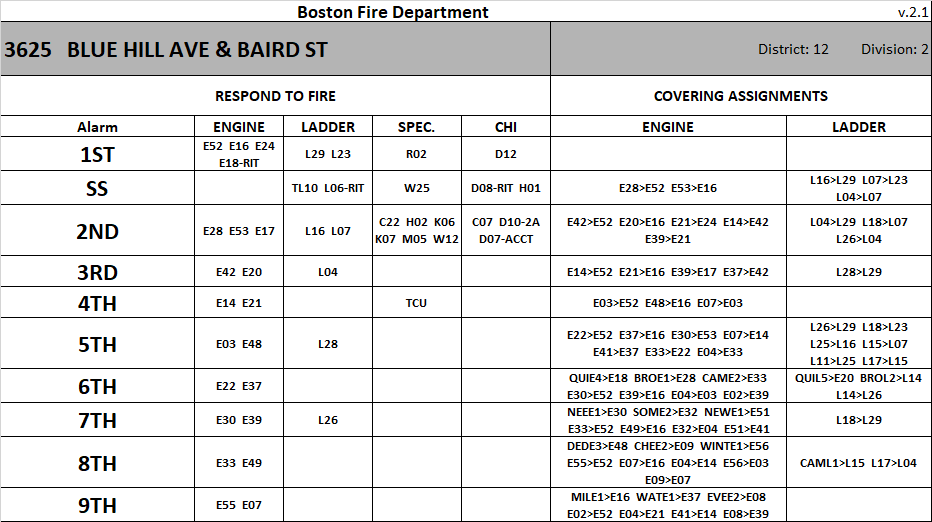 Boston Fire Department v.2.1
3625 BLUE HILL AVE & BAIRD ST District: 12 Division: 2
RESPOND TO FIRE COVERING ASSIGNMENTS
Alarm ENGINE LADDER SPEC. CHI ENGINE LADDER
1ST
E52 E16 E24
E18-RIT
L29 L23
R02
D12
SS
TL10 L06-RIT
W25
D08-RIT H01
E28>E52 E53>E16
L16>L29 L07>L23
L04>L07
2ND
E28 E53 E17
L16 L07
C22 H02 K06
K07 M05 W12
C07 D10-2A
D07-ACCT
E42>E52 E20>E16 E21>E24 E14>E42
E39>E21
L04>L29 L18>L07
L26>L04
3RD
E42 E20
L04
E14>E52 E21>E16 E39>E17 E37>E42
L28>L29
4TH
E14 E21
TCU
E03>E52 E48>E16 E07>E03
5TH
E03 E48
L28
E22>E52 E37>E16 E30>E53 E07>E14
E41>E37 E33>E22 E04>E33
L26>L29 L18>L23
L25>L16 L15>L07
L11>L25 L17>L15
6TH
E22 E37
QUIE4>E18 BROE1>E28 CAME2>E33
E30>E52 E39>E16 E04>E03 E02>E39
QUIL5>E20 BROL2>L14
L14>L26
7TH
E30 E39
L26
NEEE1>E30 SOME2>E32 NEWE1>E51
E33>E52 E49>E16 E32>E04 E51>E41
L18>L29
8TH
E33 E49
DEDE3>E48 CHEE2>E09 WINTE1>E56
E55>E52 E07>E16 E04>E14 E56>E03
E09>E07
CAML1>L15 L17>L04
9TH
E55 E07
MILE1>E16 WATE1>E37 EVEE2>E08
E02>E52 E04>E21 E41>E14 E08>E39